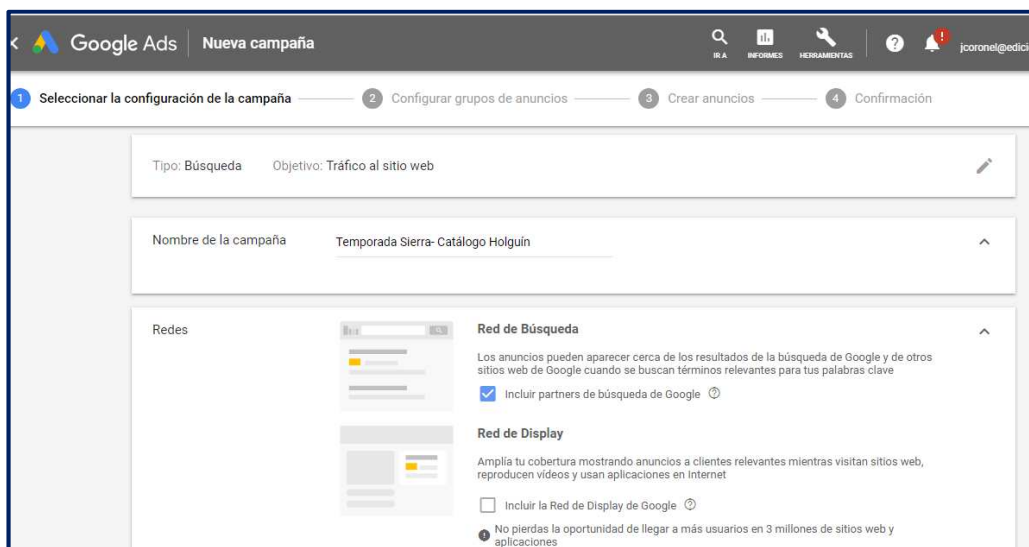 Google Ads Nueva campaña IR A INFORMES HERRAMIENTAS ? ! jcoronel@edici
1 Seleccionar la configuración de la campaña 2 Configurar grupos de anuncios 3 Crear anuncios 4 Confirmación
Tipo: Búsqueda Objetivo: Tráfico al sitio web
Nombre de la campaña Temporada Sierra- Catálogo Holguín
Redes Red de Búsqueda
Los anuncios pueden aparecer cerca de los resultados de la búsqueda de Google y de otros
sitios web de Google cuando se buscan términos relevantes para tus palabras clave
Incluir partners de búsqueda de Google ?
Red de Display
Amplía tu cobertura mostrando anuncios a clientes relevantes mientras visitan sitios web,
reproducen vídeos y usan aplicaciones en Internet
Incluir la Red de Display de Google ?
! No pierdas la oportunidad de llegar a más usuarios en 3 millones de sitios web y
aplicaciones